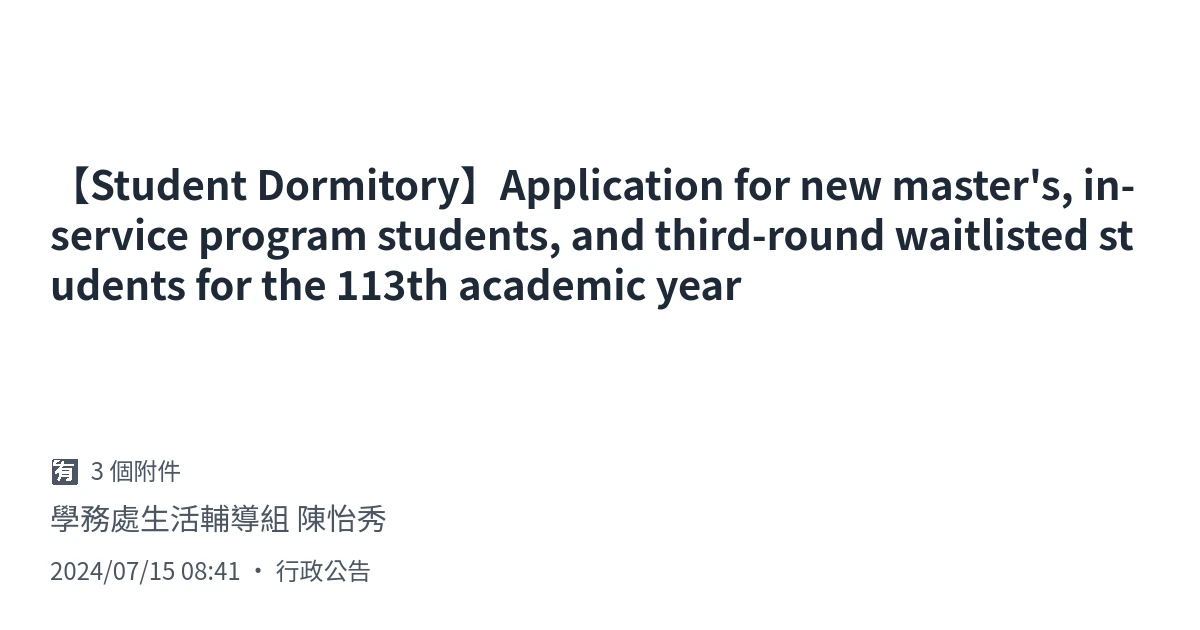 【Student Dormitory】Application for new master's, in-
service program students, and third-round waitlisted st
udents for the 113th academic year
🈶 3 個附件
學務處生活輔導組 陳怡秀
2024/07/15 08:41 • 行政公告